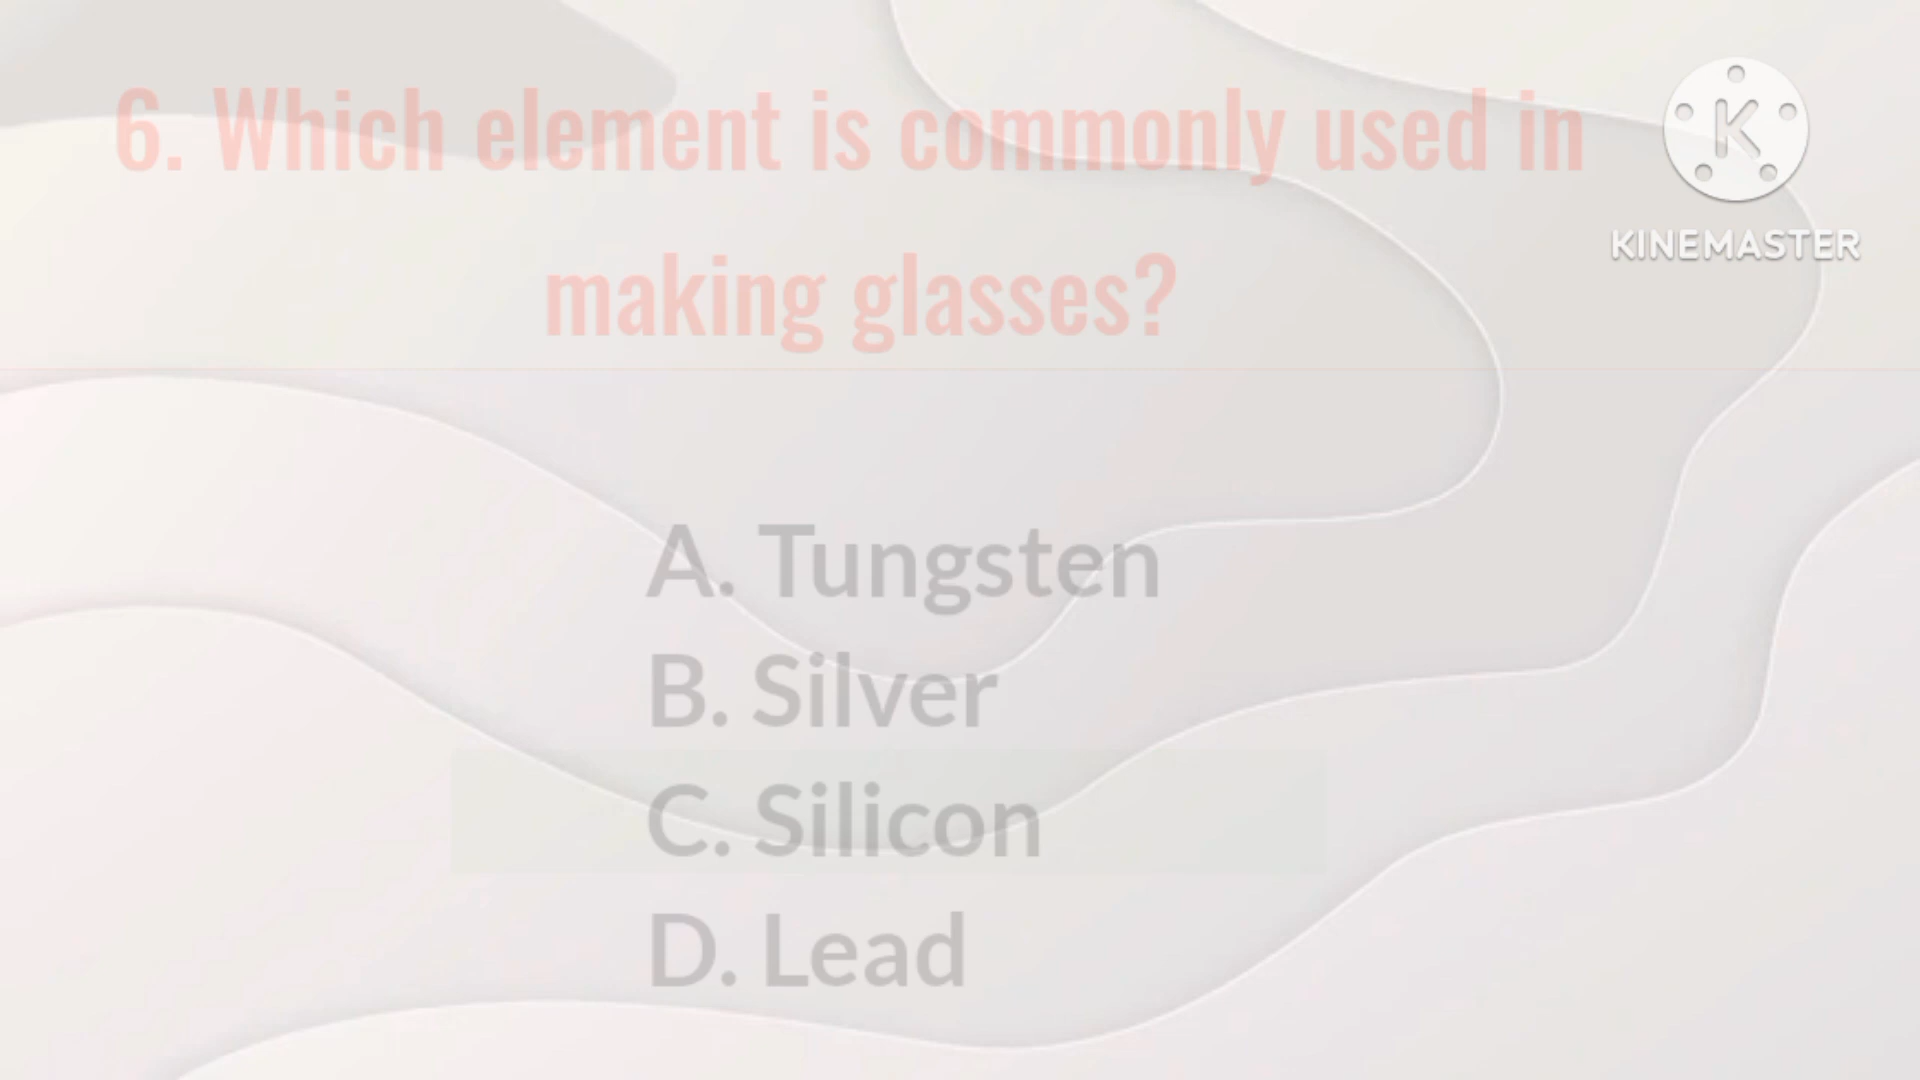 6. Which element is commonly used in
making glasses?
K
KINEMASTER
A. Tungsten
B. Silver
C. Silicon
D. Lead